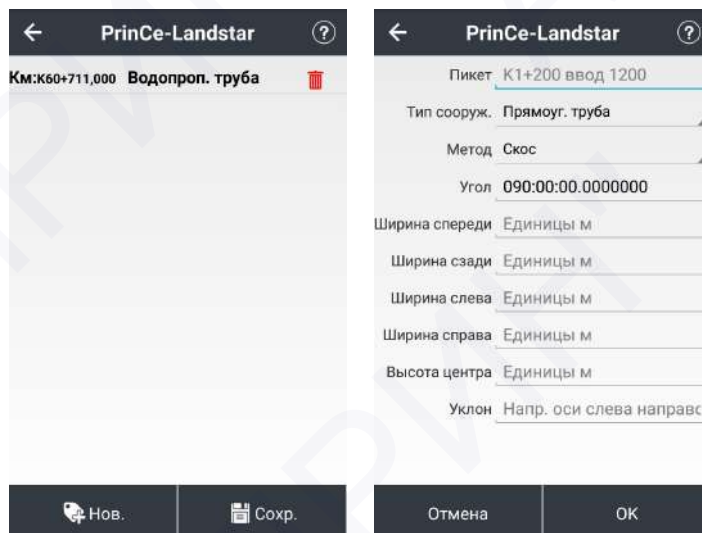 PrinCe-Landstar ?
Км:K60+711,000 Водопроп. труба
Нов. Сохр.
PrinCe-Landstar ?
Пикет K1+200 ввод 1200
Тип сооруж. Прямоуг. труба
Метод Скос
Угол 090:00:00.0000000
Ширина спереди Единицы м
Ширина сзади Единицы м
Ширина слева Единицы м
Ширина справа Единицы м
Высота центра Единицы м
Уклон Напр. оси слева направо
Отмена OK